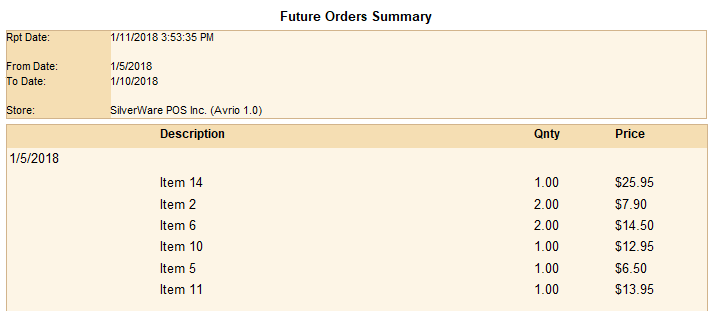 Future Orders Summary
Rpt Date: 1/11/2018 3:53:35 PM
From Date: 1/5/2018
To Date: 1/10/2018
Store: SilverWare POS Inc. (Avrio 1.0)
Description Qnty Price
1/5/2018
Item 14 1.00 $25.95
Item 2 2.00 $7.90
Item 6 2.00 $14.50
Item 10 1.00 $12.95
Item 5 1.00 $6.50
Item 11 1.00 $13.95